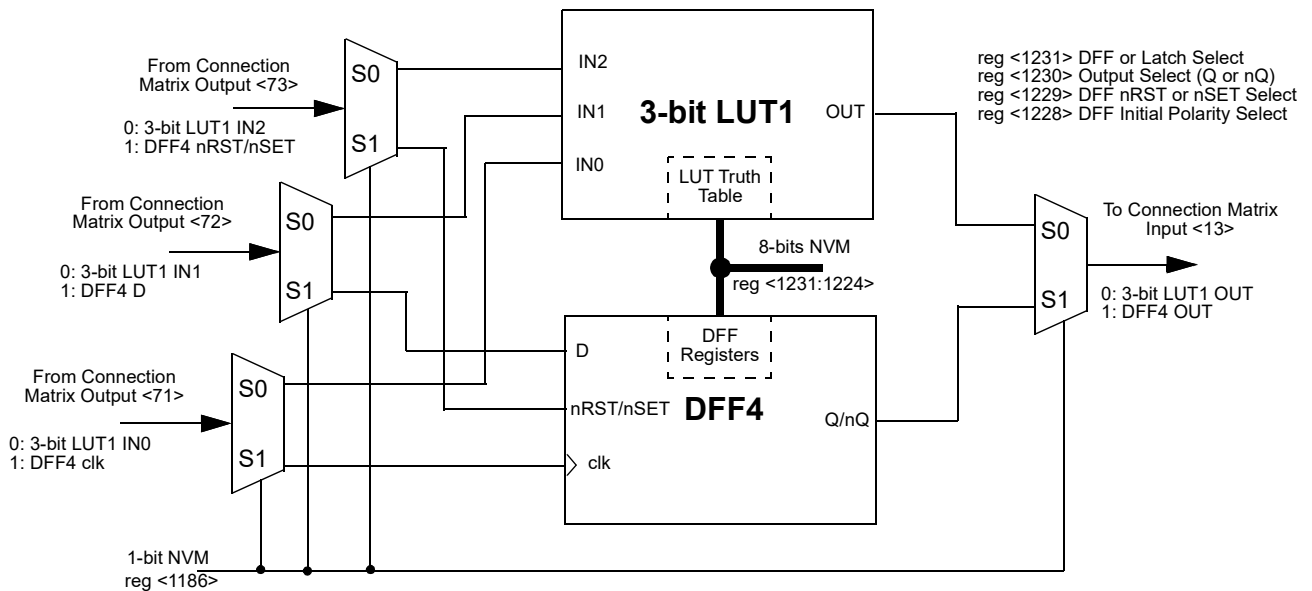 From Connection
Matrix Output <73>
0: 3-bit LUT1 IN2
1: DFF4 nRST/nSET
S0
S1
From Connection
Matrix Output <72>
0: 3-bit LUT1 IN1
1: DFF4 D
S0
S1
From Connection
Matrix Output <71>
0: 3-bit LUT1 IN0
1: DFF4 clk
S0
S1
1-bit NVM
reg <1186>
IN2
IN1
IN0
3-bit LUT1
OUT
LUT Truth
Table
8-bits NVM
reg <1231:1224>
DFF
Registers
D
nRST/nSET
DFF4
Q/nQ
clk
reg <1231> DFF or Latch Select
reg <1230> Output Select (Q or nQ)
reg <1229> DFF nRST or nSET Select
reg <1228> DFF Initial Polarity Select
S0
S1
To Connection Matrix
Input <13>
0: 3-bit LUT1 OUT
1: DFF4 OUT